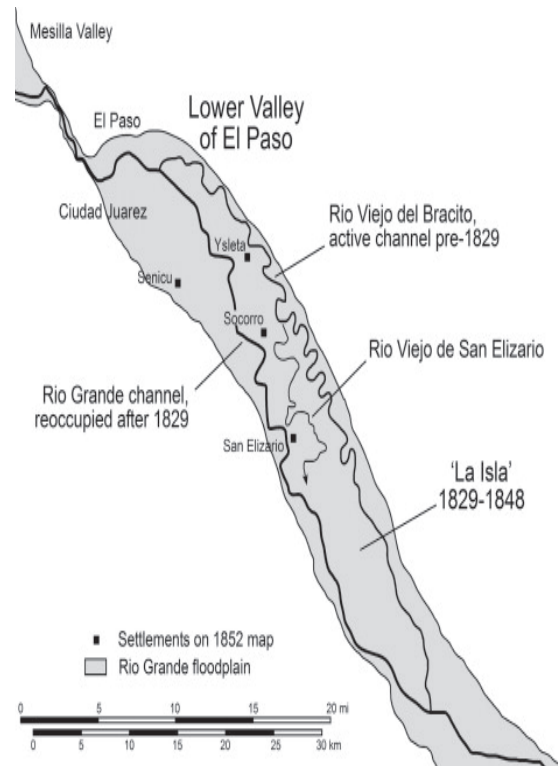 Mesilla Valley
El Paso
Lower Valley
of El Paso
Ciudad Juarez
Rio Viejo del Bracito,
active channel pre-1829
Ysleta
Senicu
Socorro
Rio Viejo de San Elizario
Rio Grande channel,
reoccupied after 1829
San Elizario
'La Isla'
1829-1848
Settlements on 1852 map
Rio Grande floodplain
0 5 10 15 20 mi
0 5 10 15 20 25 30 km